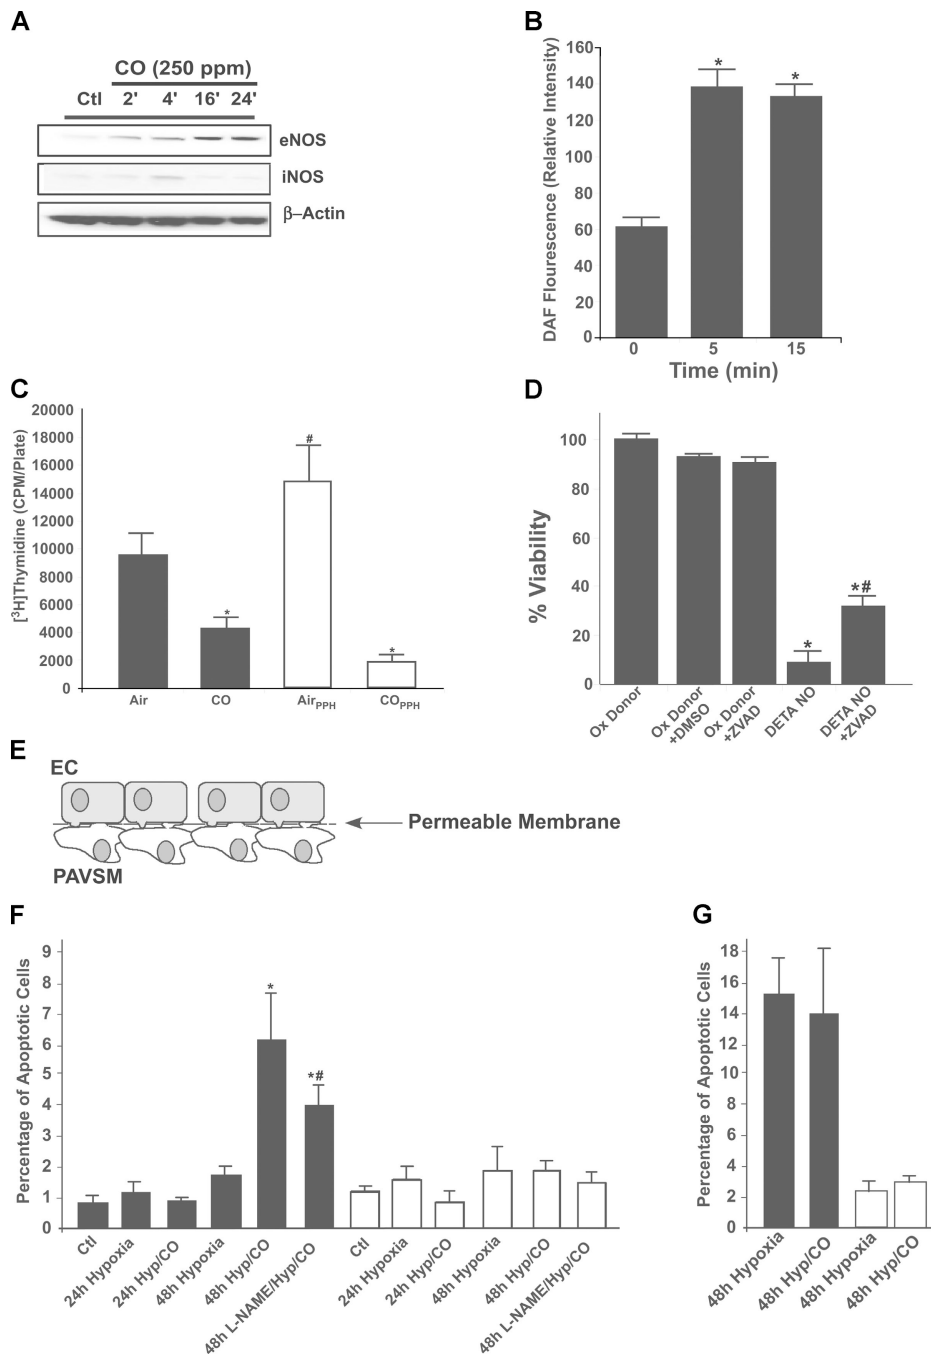 A
CO (250 ppm)
Ctl 2' 4' 16' 24'
eNOS
iNOS
β–Actin
B
DAF Flourescence (Relative Intensity)
160
140
120
100
80
60
40
20
0
0 5 15
Time (min)
C
[³H]Thymidine (CPM/Plate)
20000
18000
16000
14000
12000
10000
8000
6000
4000
2000
0
*
#
*
Air CO Air_PPH CO_PPH
D
% Viability
100
80
60
40
20
0
*
*#
Ox Donor
Ox Donor
+DMSO
Ox Donor
+ZVAD
DETA NO
DETA NO
+ZVAD
E
EC
Permeable Membrane
PAVSM
F
Percentage of Apoptotic Cells
9
8
7
6
5
4
3
2
1
0
*
*#
Ctl
24h Hypoxia
24h Hyp/CO
48h Hypoxia
48h Hyp/CO
48h L-NAME/Hyp/CO
Ctl
24h Hypoxia
24h Hyp/CO
48h Hypoxia
48h Hyp/CO
48h L-NAME/Hyp/CO
G
Percentage of Apoptotic Cells
18
16
14
12
10
8
6
4
2
0
48h Hypoxia
48h Hyp/CO
48h Hypoxia
48h Hyp/CO